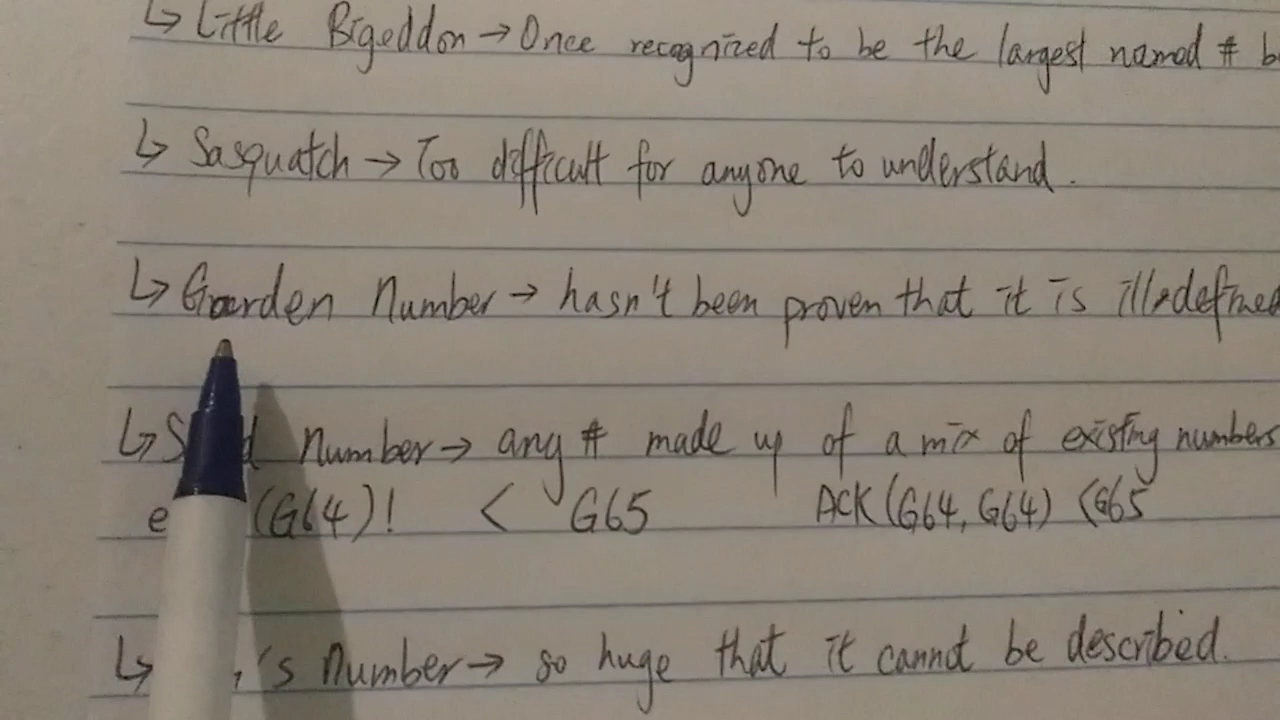 ↳ Little Bigeddon → Once recognized to be the largest named # b
↳ Sasquatch → Too difficult for anyone to understand.
↳ Garden Number → hasn't been proven that it is ill-defined
↳ Number → any # made up of a mix of existing numbers
(G64)! < G65 ACK(G64, G64) < G65
↳ 's Number → so huge that it cannot be described.